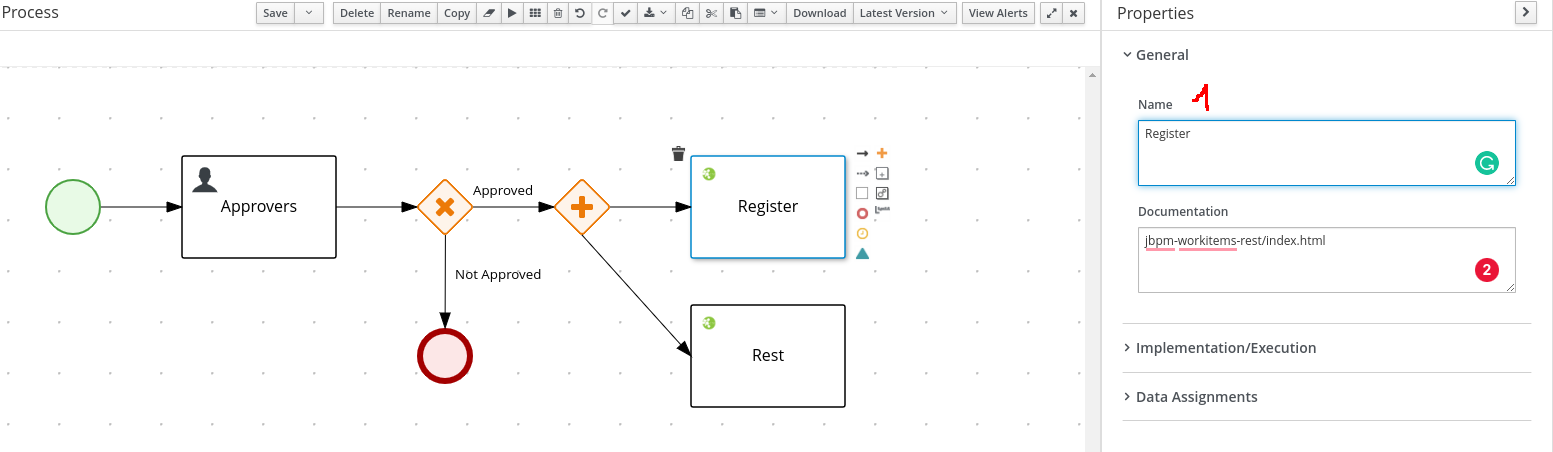 Process
Save Delete Rename Copy Download Latest Version View Alerts
Properties
General
Name
1
Register
Documentation
jbpm-workitems-rest/index.html
2
Implementation/Execution
Data Assignments
Approvers
Approved
Not Approved
Register
Rest